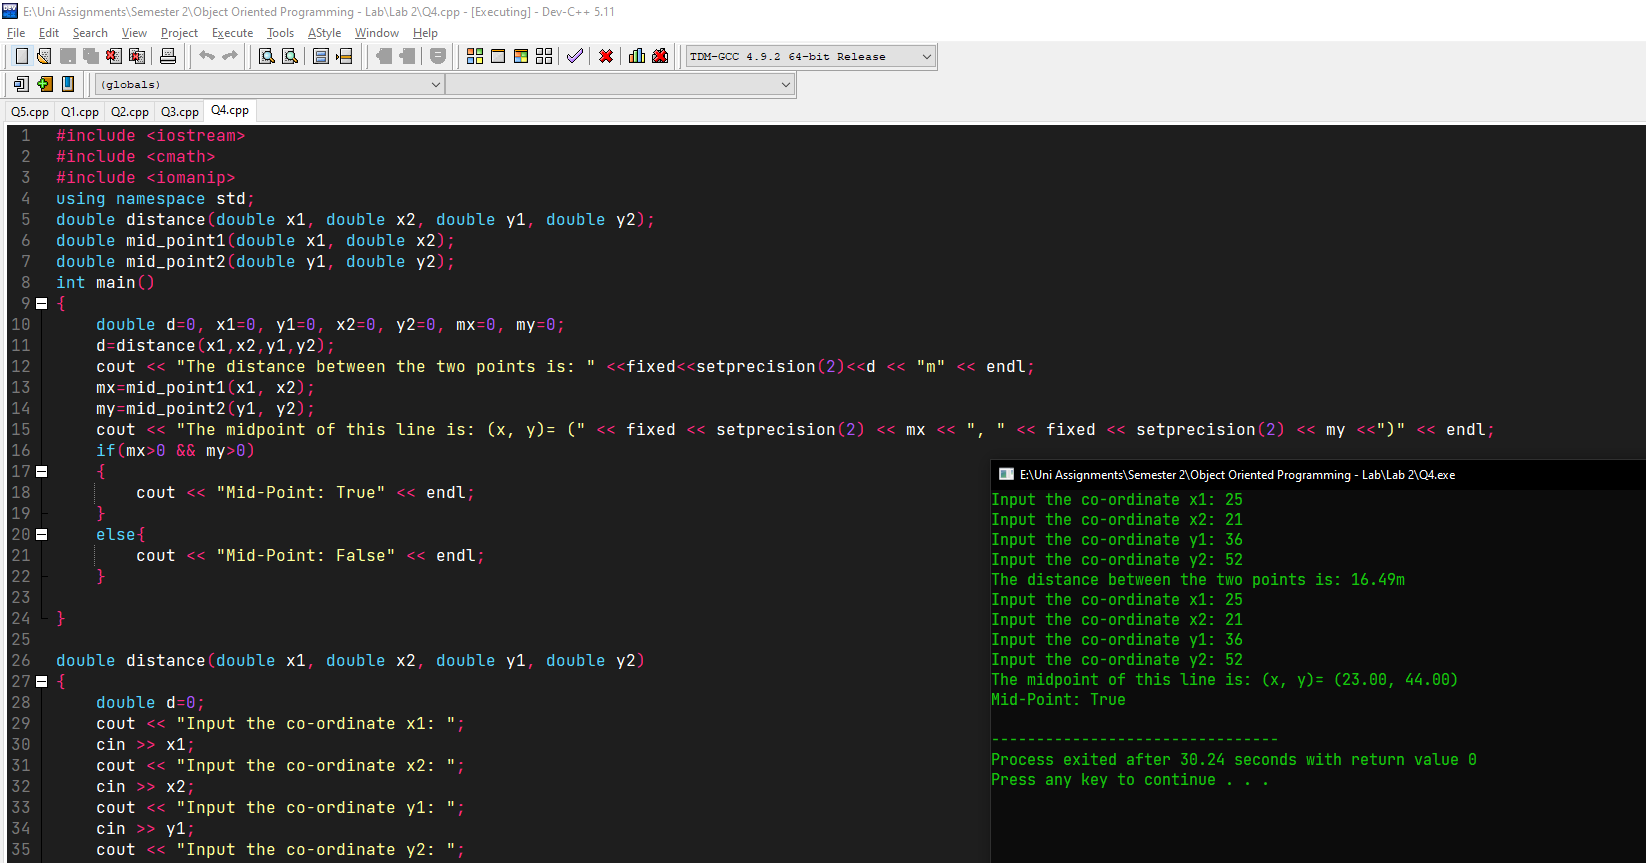 E:\Uni Assignments\Semester 2\Object Oriented Programming - Lab\Lab 2\Q4.cpp - [Executing] - Dev-C++ 5.11
File Edit Search View Project Execute Tools AStyle Window Help
TDM-GCC 4.9.2 64-bit Release
(globals)
Q5.cpp Q1.cpp Q2.cpp Q3.cpp Q4.cpp
1 #include <iostream>
2 #include <cmath>
3 #include <iomanip>
4 using namespace std;
5 double distance(double x1, double x2, double y1, double y2);
6 double mid_point1(double x1, double x2);
7 double mid_point2(double y1, double y2);
8 int main()
9 {
10     double d=0, x1=0, y1=0, x2=0, y2=0, mx=0, my=0;
11     d=distance(x1,x2,y1,y2);
12     cout << "The distance between the two points is: " <<fixed<<setprecision(2)<<d << "m" << endl;
13     mx=mid_point1(x1, x2);
14     my=mid_point2(y1, y2);
15     cout << "The midpoint of this line is: (x, y)= (" << fixed << setprecision(2) << mx << ", " << fixed << setprecision(2) << my <<")" << endl;
16     if(mx>0 && my>0)
17     {
18         cout << "Mid-Point: True" << endl;
19     }
20     else{
21         cout << "Mid-Point: False" << endl;
22     }
23
24 }
25
26 double distance(double x1, double x2, double y1, double y2)
27 {
28     double d=0;
29     cout << "Input the co-ordinate x1: ";
30     cin >> x1;
31     cout << "Input the co-ordinate x2: ";
32     cin >> x2;
33     cout << "Input the co-ordinate y1: ";
34     cin >> y1;
35     cout << "Input the co-ordinate y2: ";
E:\Uni Assignments\Semester 2\Object Oriented Programming - Lab\Lab 2\Q4.exe
Input the co-ordinate x1: 25
Input the co-ordinate x2: 21
Input the co-ordinate y1: 36
Input the co-ordinate y2: 52
The distance between the two points is: 16.49m
Input the co-ordinate x1: 25
Input the co-ordinate x2: 21
Input the co-ordinate y1: 36
Input the co-ordinate y2: 52
The midpoint of this line is: (x, y)= (23.00, 44.00)
Mid-Point: True
--------------------------------
Process exited after 30.24 seconds with return value 0
Press any key to continue . . .